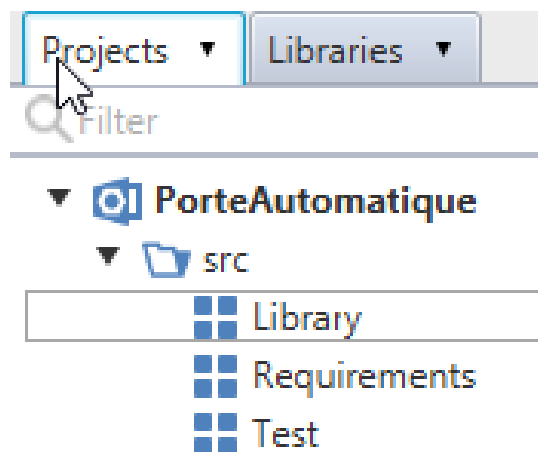 Projects Libraries
Filter
PorteAutomatique
src
Library
Requirements
Test